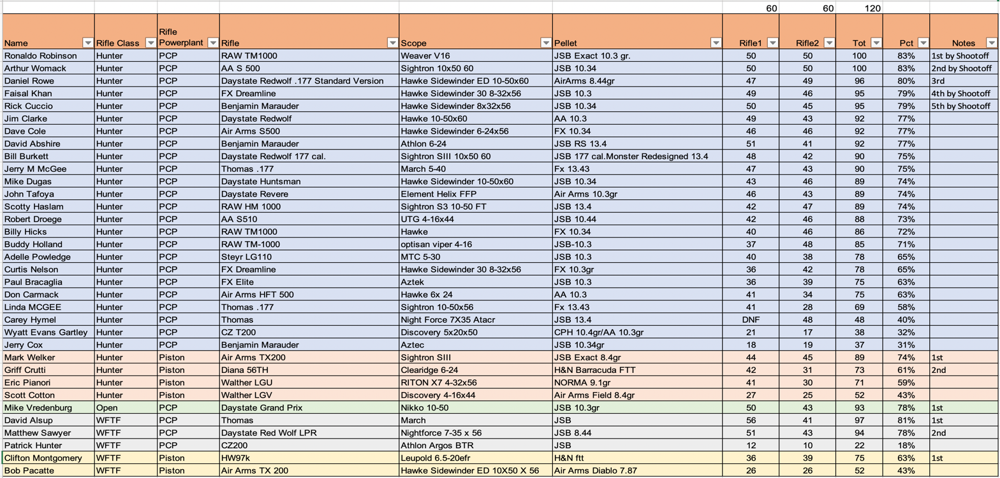 60 60 120
Name Rifle Class Rifle Powerplant Rifle Scope Pellet Rifle1 Rifle2 Tot Pct Notes
Ronaldo Robinson Hunter PCP RAW TM1000 Weaver V16 JSB Exact 10.3 gr. 50 50 100 83% 1st by Shootoff
Arthur Womack Hunter PCP AA S 500 Sightron 10x50 60 JSB 10.34 50 50 100 83% 2nd by Shootoff
Daniel Rowe Hunter PCP Daystate Redwolf .177 Standard Version Hawke Sidewinder ED 10-50x60 AirArms 8.44gr 47 49 96 80% 3rd
Faisal Khan Hunter PCP FX Dreamline Hawke Sidewinder 30 8-32x56 JSB 10.3 49 46 95 79% 4th by Shootoff
Rick Cuccio Hunter PCP Benjamin Marauder Hawke Sidewinder 8x32x56 JSB 10.34 50 45 95 79% 5th by Shootoff
Jim Clarke Hunter PCP Daystate Redwolf Hawke 10-50x60 AA 10.3 49 43 92 77%
Dave Cole Hunter PCP Air Arms S500 Hawke Sidewinder 6-24x56 FX 10.34 46 46 92 77%
David Abshire Hunter PCP Benjamin Marauder Athlon 6-24 JSB RS 13.4 51 41 92 77%
Bill Burkett Hunter PCP Daystate Redwolf 177 cal. Sightron SIII 10x50 60 JSB 177 cal.Monster Redesigned 13.4 48 42 90 75%
Jerry M McGee Hunter PCP Thomas .177 March 5-40 Fx 13.43 47 43 90 75%
Mike Dugas Hunter PCP Daystate Huntsman Hawke Sidewinder 10-50x60 JSB 10.34 43 46 89 74%
John Tafoya Hunter PCP Daystate Revere Element Helix FFP Air Arms 10.3gr 46 43 89 74%
Scotty Haslam Hunter PCP RAW HM 1000 Sightron S3 10-50 FT JSB 13.4 42 47 89 74%
Robert Droege Hunter PCP AA S510 UTG 4-16x44 JSB 10.44 42 46 88 73%
Billy Hicks Hunter PCP RAW TM1000 Hawke FX 10.34 40 46 86 72%
Buddy Holland Hunter PCP RAW TM-1000 optisan viper 4-16 JSB-10.3 37 48 85 71%
Adelle Powledge Hunter PCP Steyr LG110 MTC 5-30 JSB 10.3 40 38 78 65%
Curtis Nelson Hunter PCP FX Dreamline Hawke Sidewinder 30 8-32x56 FX 10.3gr 36 42 78 65%
Paul Bracaglia Hunter PCP FX Elite Aztek JSB 10.3 36 39 75 63%
Don Carmack Hunter PCP Air Arms HFT 500 Hawke 6x 24 AA 10.3 41 34 75 63%
Linda MCGEE Hunter PCP Thomas .177 Sightron 10-50x56 Fx 13.43 41 28 69 58%
Carey Hymel Hunter PCP Thomas Night Force 7X35 Atacr JSB 13.4 DNF 48 48 40%
Wyatt Evans Gartley Hunter PCP CZ T200 Discovery 5x20x50 CPH 10.4gr/AA 10.3gr 21 17 38 32%
Jerry Cox Hunter PCP Benjamin Marauder Aztec JSB 10.34gr 18 19 37 31%
Mark Welker Hunter Piston Air Arms TX200 Sightron SIII JSB Exact 8.4gr 44 45 89 74% 1st
Griff Crutti Hunter Piston Diana 56TH Clearidge 6-24 H&N Barracuda FTT 42 31 73 61% 2nd
Eric Pianori Hunter Piston Walther LGU RITON X7 4-32x56 NORMA 9.1gr 41 30 71 59%
Scott Cotton Hunter Piston Walther LGV Discovery 4-16x44 Air Arms Field 8.4gr 27 25 52 43%
Mike Vredenburg Open PCP Daystate Grand Prix Nikko 10-50 JSB 10.3gr 50 43 93 78% 1st
David Alsup WFTF PCP Thomas March JSB 56 41 97 81% 1st
Matthew Sawyer WFTF PCP Daystate Red Wolf LPR Nightforce 7-35 x 56 JSB 8.44 51 43 94 78% 2nd
Patrick Hunter WFTF PCP CZ200 Athlon Argos BTR JSB 12 10 22 18%
Clifton Montgomery WFTF Piston HW97k Leupold 6.5-20efr H&N ftt 36 39 75 63% 1st
Bob Pacatte WFTF Piston Air Arms TX 200 Hawke Sidewinder ED 10X50 X 56 Air Arms Diablo 7.87 26 26 52 43%